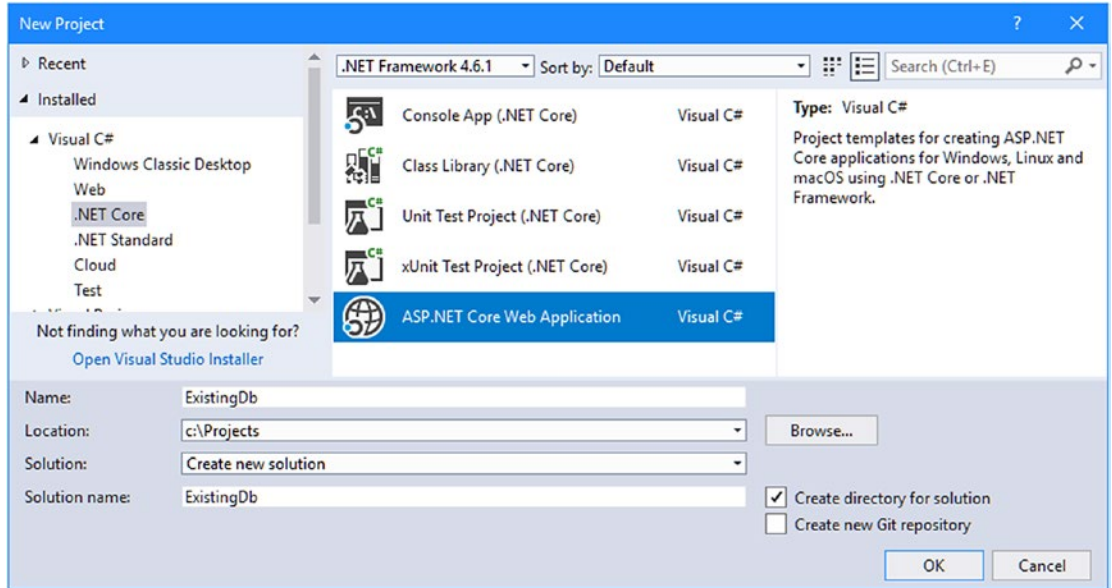 New Project
?
Recent
Installed
Visual C#
Windows Classic Desktop
Web
.NET Core
.NET Standard
Cloud
Test
Not finding what you are looking for?
Open Visual Studio Installer
.NET Framework 4.6.1 Sort by: Default Search (Ctrl+E)
C:\ Console App (.NET Core) Visual C#
C# Class Library (.NET Core) Visual C#
C# Unit Test Project (.NET Core) Visual C#
C# xUnit Test Project (.NET Core) Visual C#
ASP.NET Core Web Application Visual C#
Type: Visual C#
Project templates for creating ASP.NET
Core applications for Windows, Linux and
macOS using .NET Core or .NET
Framework.
Name: ExistingDb
Location: c:\Projects Browse...
Solution: Create new solution
Solution name: ExistingDb
Create directory for solution
Create new Git repository
OK Cancel